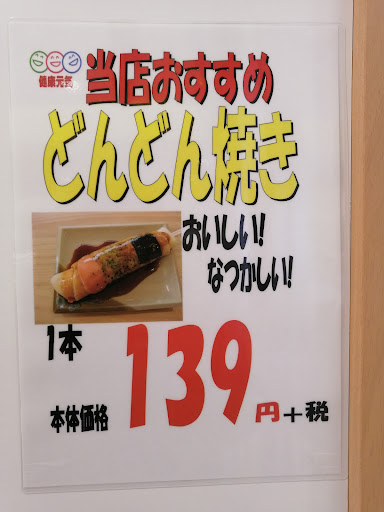 健康元気
当店おすすめ
どんどん焼き
おいしい!
なつかしい!
1本
本体価格
139
円+税